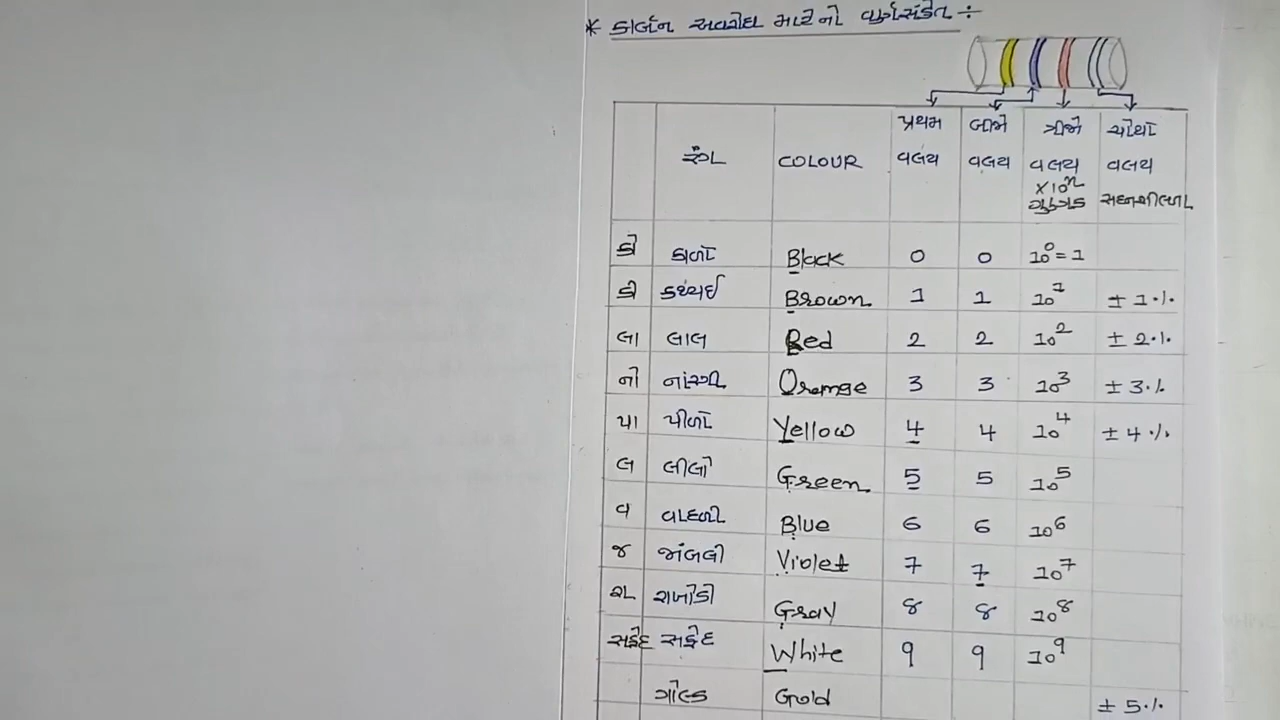 * કાર્બન અવરોધ માટેનો વર્ણસંકેત ÷
રંગ COLOUR પ્રથમ વલય બીજો વલય ત્રીજો વલય ×10ⁿ ગુણક ચોથો વલય સહનશીલતા
કો કાળો Black 0 0 10⁰=1
ક કથ્થઈ Brown 1 1 10¹ ± 1·/.
લા લાલ Red 2 2 10² ± 2·/.
ની નારંગી Orange 3 3 10³ ± 3·/.
પા પીળો Yellow 4 4 10⁴ ± 4·/.
લ લીલો Green 5 5 10⁵
વ વાદળી Blue 6 6 10⁶
જ જાંબલી Violet 7 7 10⁷
રા રાખોડી Gray 8 8 10⁸
સફેદ સફેદ White 9 9 10⁹
ગોલ્ડ Gold ± 5·/.